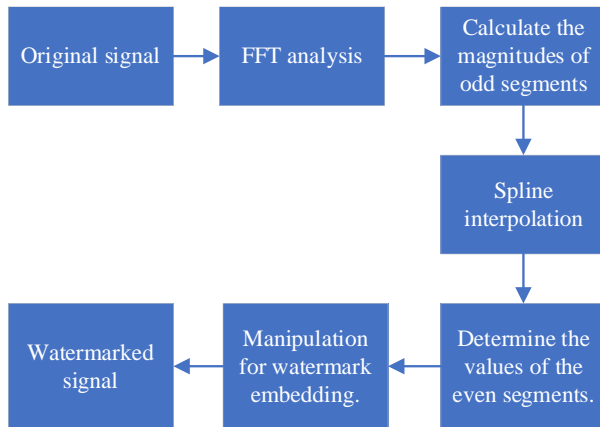 Original signal
FFT analysis
Calculate the
magnitudes of
odd segments
Spline
interpolation
Determine the
values of the
even segments.
Manipulation
for watermark
embedding.
Watermarked
signal